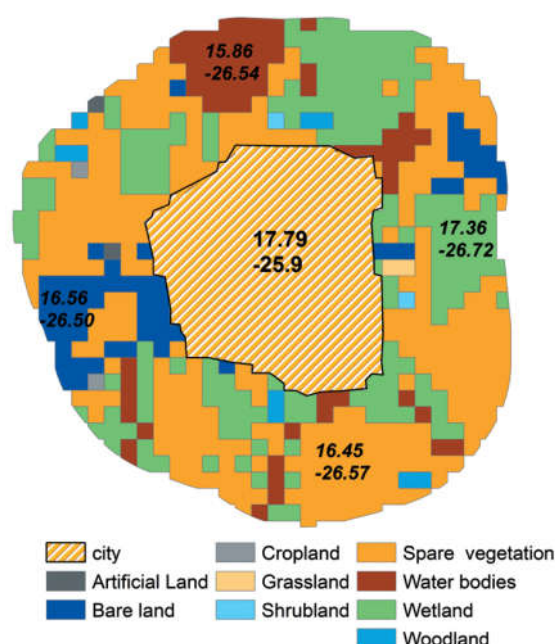 15.86
-26.54
17.79
-25.9
17.36
-26.72
16.56
-26.50
16.45
-26.57
city
Cropland
Spare vegetation
Artificial Land
Grassland
Water bodies
Bare land
Shrubland
Wetland
Woodland